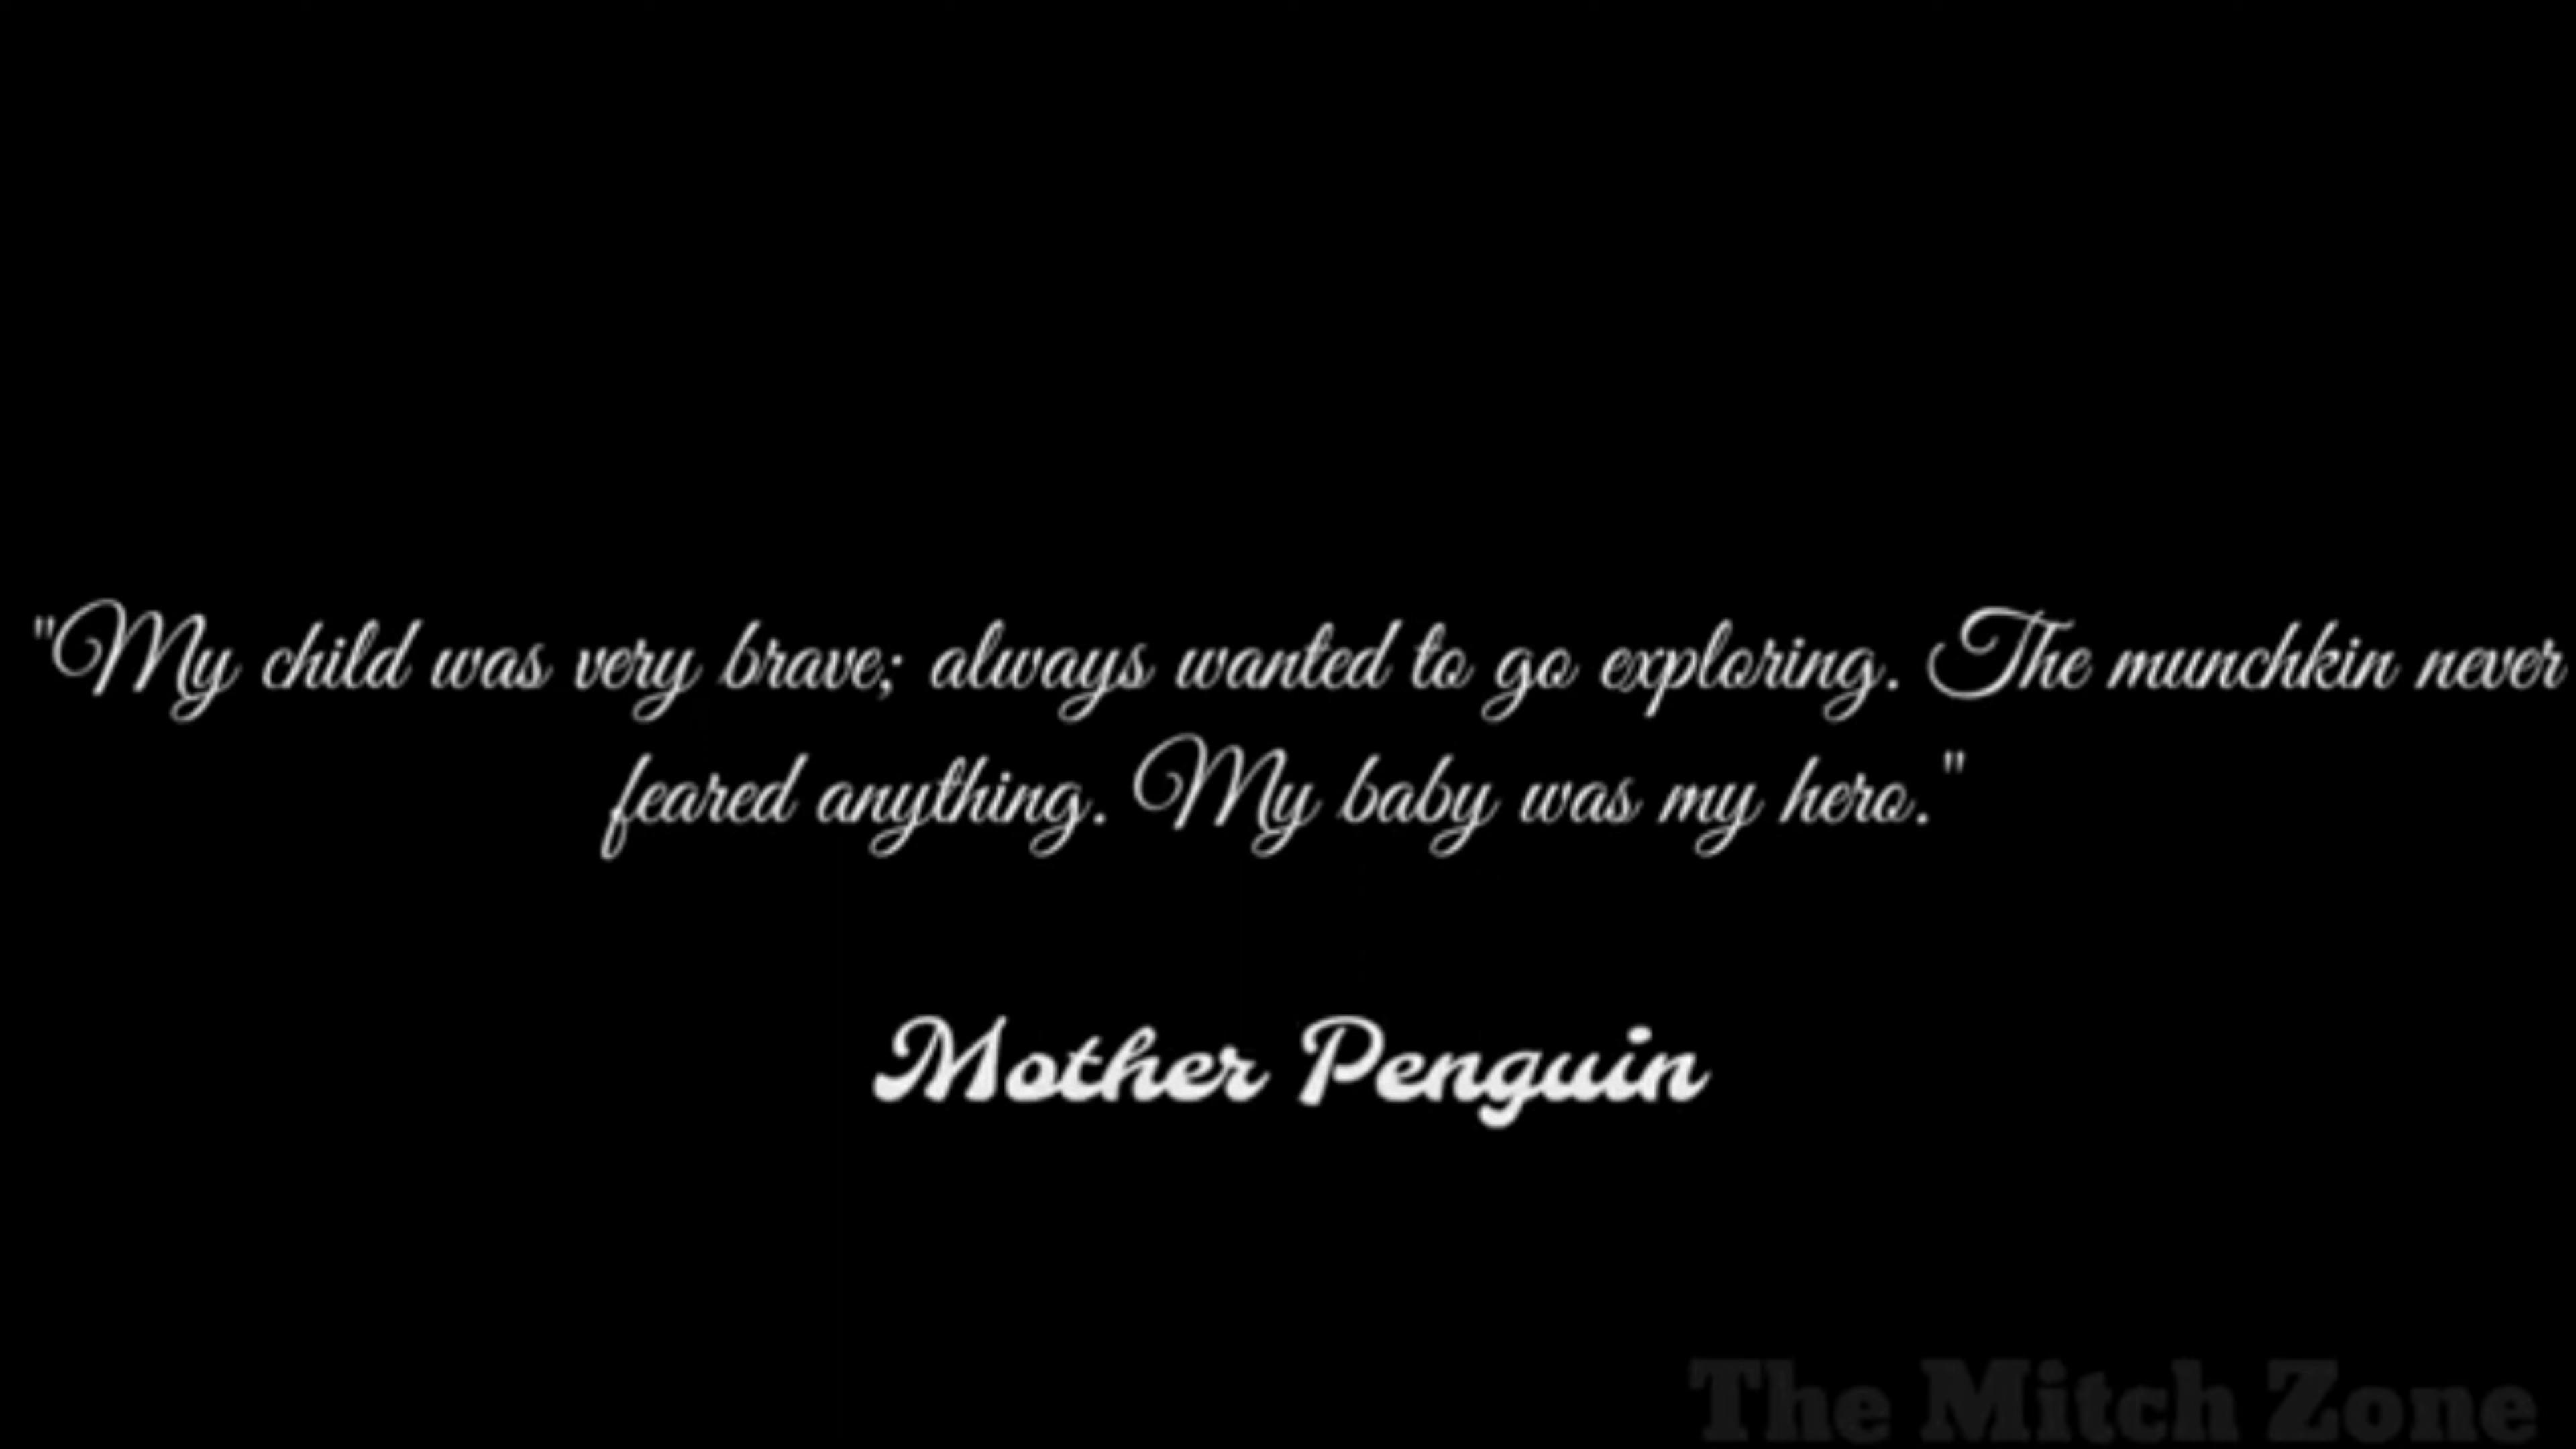 "My child was very brave; always wanted to go exploring. The munchkin never
feared anything. My baby was my hero."
Mother Penguin
The Mitch Zone